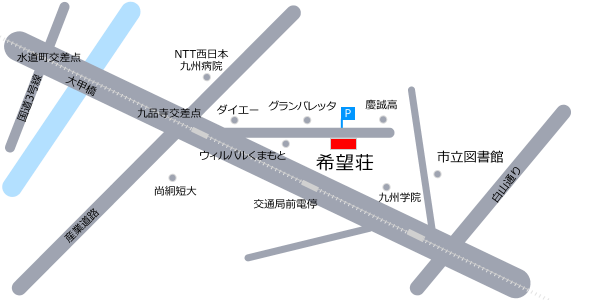 NTT西日本
九州病院
水道町交差点
国道3号線
大甲橋
九品寺交差点
ダイエー
グランパレッタ
P
慶誠高
ウィルパルくまもと
希望荘
市立図書館
尚絅短大
交通局前電停
九州学院
白山通り
産業道路